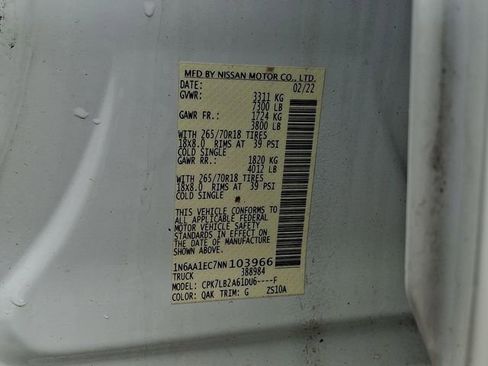 MFD BY NISSAN MOTOR CO., LTD.
DATE: 02/22
GVWR: 3311 KG
7300 LB
GAWR FR.: 1724 KG
3800 LB
WITH 265/70R18 TIRES
18X8.0 RIMS AT 39 PSI
COLD SINGLE
GAWR RR.: 1820 KG
4012 LB
WITH 265/70R18 TIRES
18X8.0 RIMS AT 39 PSI
COLD SINGLE
THIS VEHICLE CONFORMS TO
ALL APPLICABLE FEDERAL
MOTOR VEHICLE SAFETY
STANDARDS IN EFFECT ON
THE DATE OF MANUFACTURE
SHOWN ABOVE.
1N6AA1EC7NN103966
TRUCK 388984
MODEL: CPK7LBZA61DU6----F
COLOR: QAK TRIM: G ZS10A